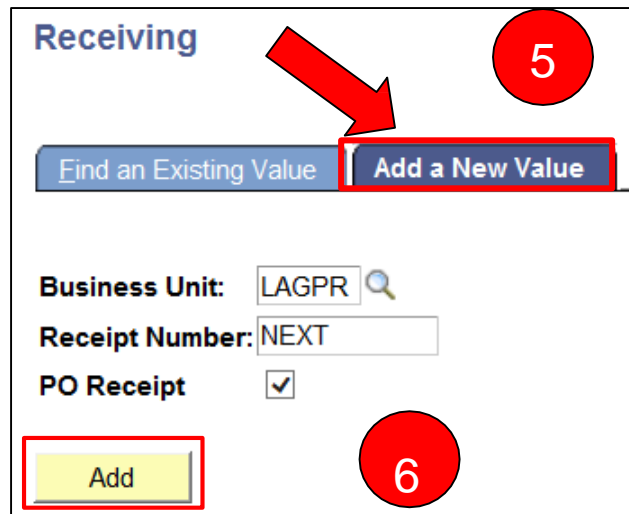 Receiving
5
Find an Existing Value
Add a New Value
Business Unit: LAGPR
Receipt Number: NEXT
PO Receipt
Add
6